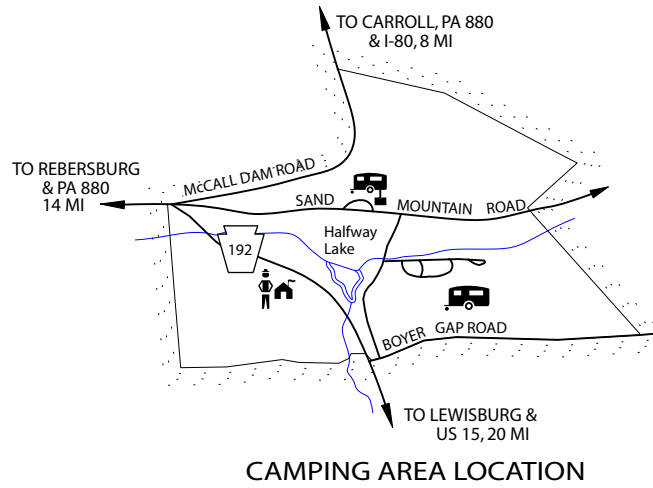 TO CARROLL, PA 880
& I-80, 8 MI
TO REBERSBURG
& PA 880
14 MI
McCALL DAM ROAD
SAND MOUNTAIN ROAD
Halfway
Lake
192
BOYER GAP ROAD
TO LEWISBURG &
US 15, 20 MI
CAMPING AREA LOCATION